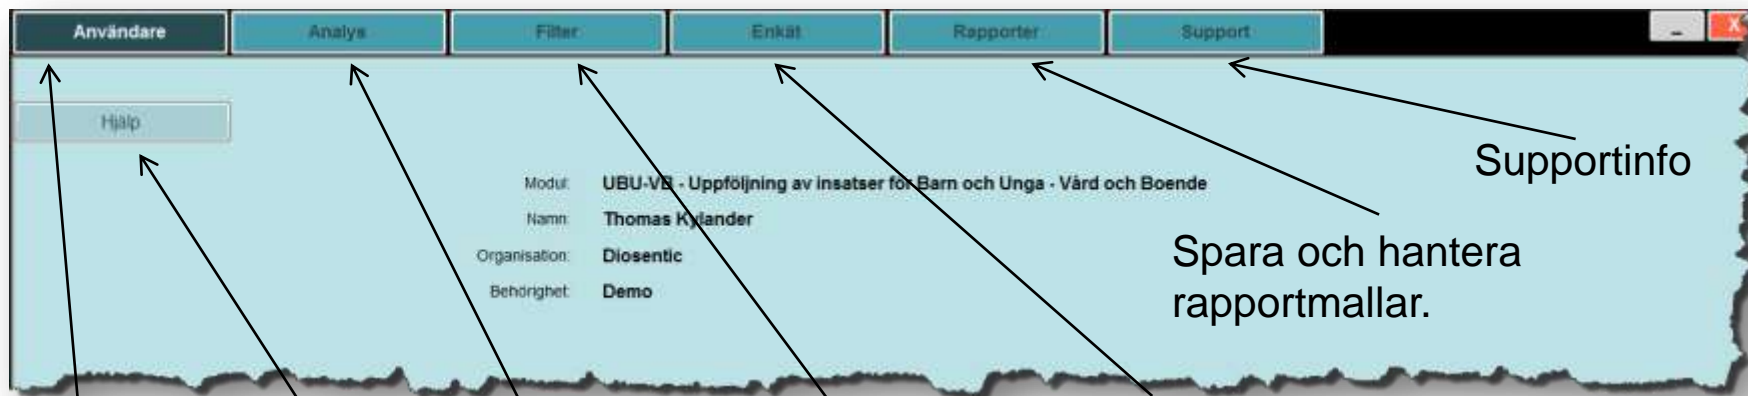 Användare Analys Filter Enkät Rapporter Support _ X
Hjälp
Supportinfo
Modul: UBU-VB - Uppföljning av insatser för Barn och Unga - Vård och Boende
Namn: Thomas Kylander
Organisation: Diosentic
Behörighet: Demo
Spara och hantera
rapportmallar.